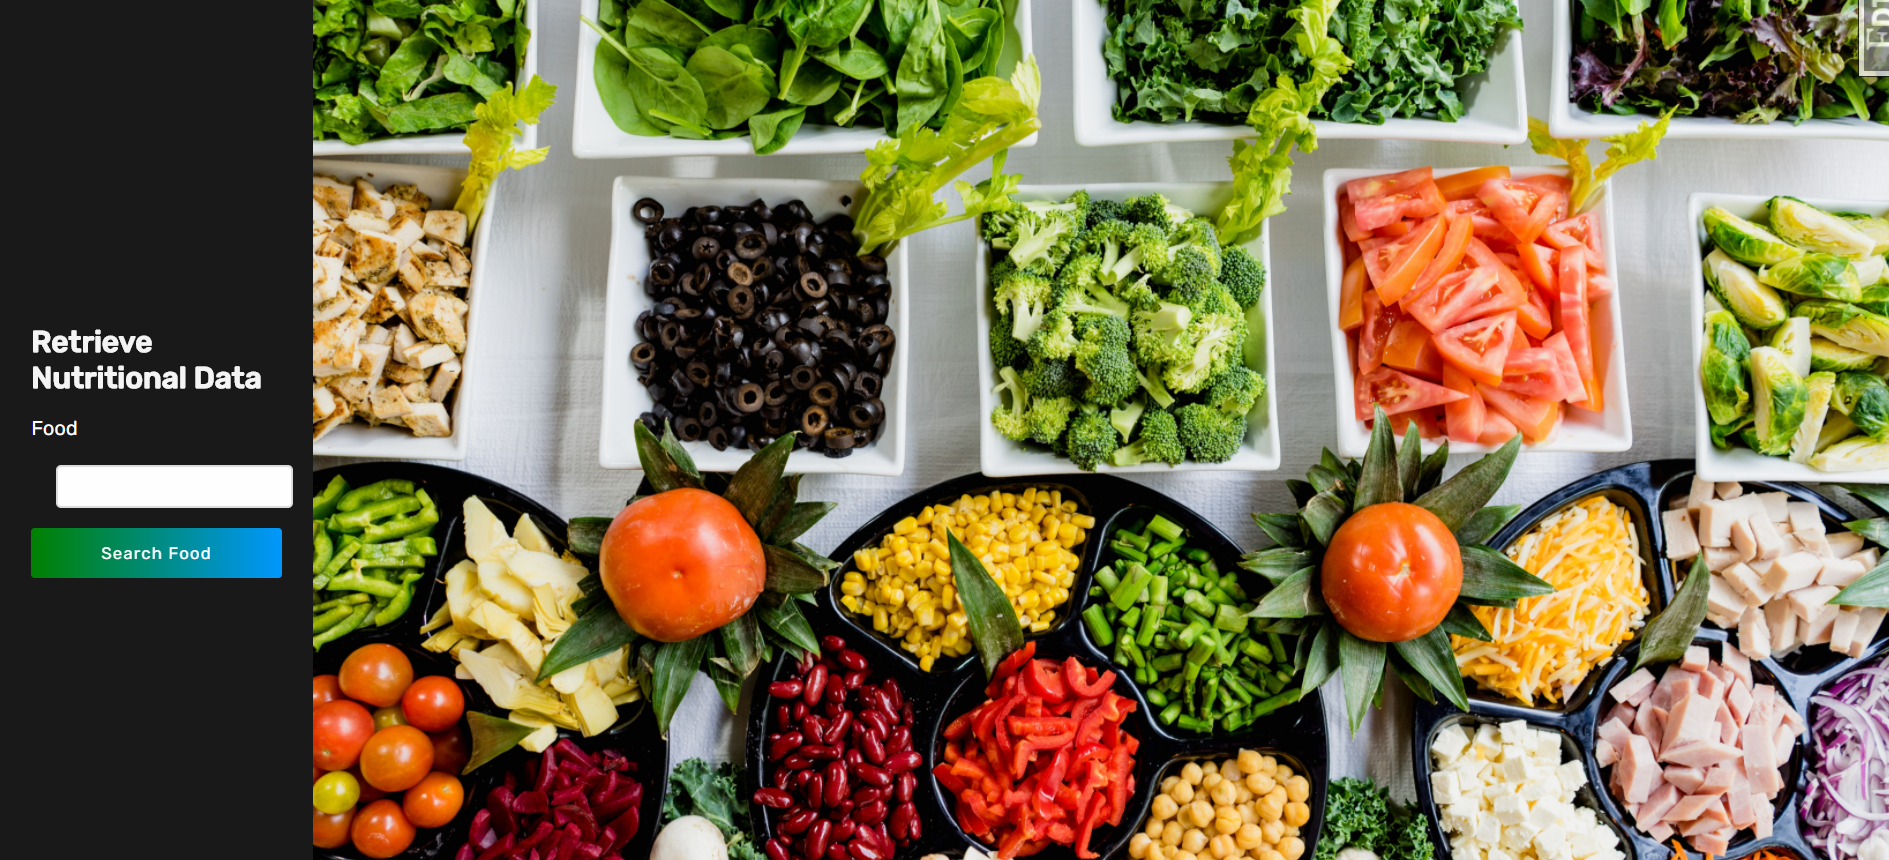 Retrieve
Nutritional Data
Food
Search Food